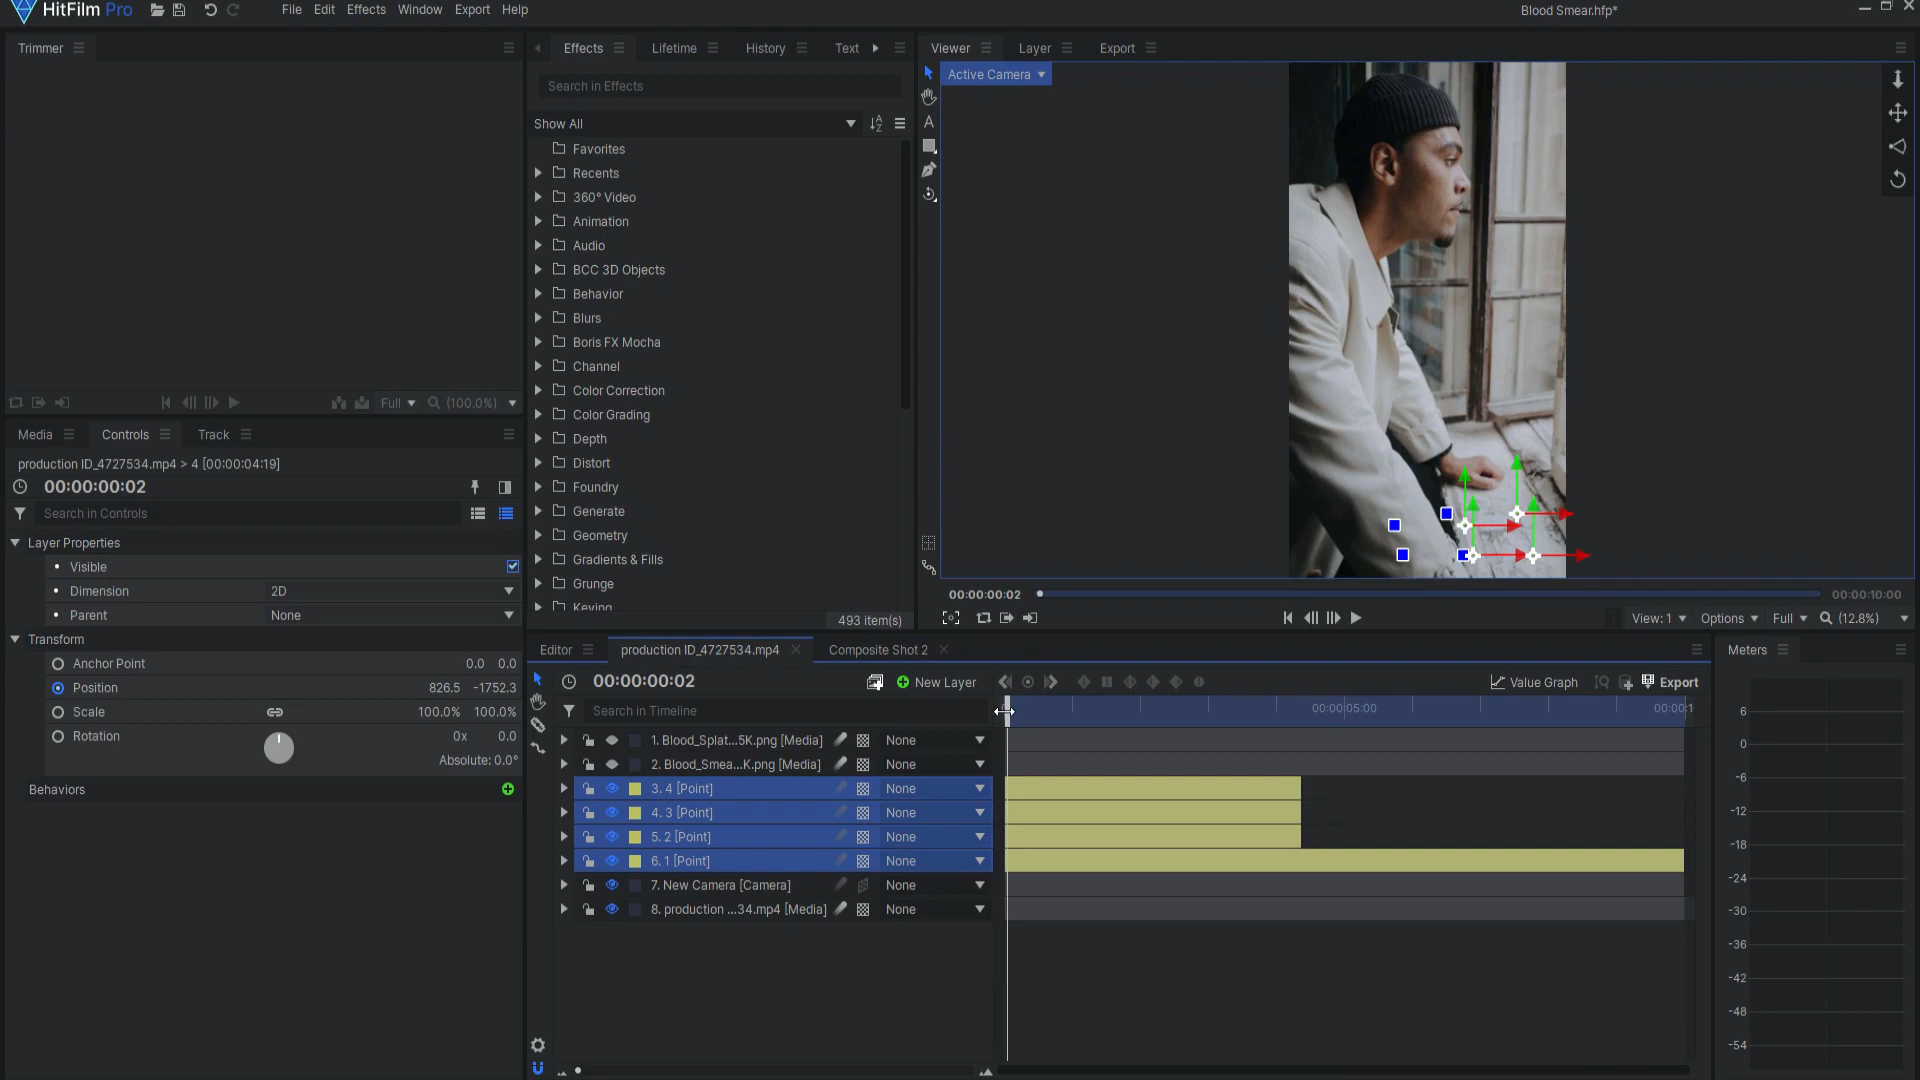 HitFilm Pro
File Edit Effects Window Export Help
Blood Smear.hfp*
Trimmer
Effects Lifetime History Text
Viewer Layer Export
Active Camera
Search in Effects
Show All
Favorites
Recents
360° Video
Animation
Audio
BCC 3D Objects
Behavior
Blurs
Boris FX Mocha
Channel
Color Correction
Color Grading
Depth
Distort
Foundry
Generate
Geometry
Gradients & Fills
Grunge
Keying
493 item(s)
Full (100.0%)
Media Controls Track
production ID_4727534.mp4 > 4 [00:00:04:19]
00:00:00:02
Search in Controls
Layer Properties
Visible
Dimension 2D
Parent None
Transform
Anchor Point 0.0 0.0
Position 826.5 -1752.3
Scale 100.0% 100.0%
Rotation 0x 0.0
Absolute: 0.0°
Behaviors
00:00:00:02 00:00:10:00
View: 1 Options Full (12.8%)
Editor production ID_4727534.mp4 Composite Shot 2
00:00:00:02 New Layer
Value Graph Export
Search in Timeline
00:00:05:00 00:00:1
1. Blood_Splat...5K.png [Media] None
2. Blood_Smea...K.png [Media] None
3. 4 [Point] None
4. 3 [Point] None
5. 2 [Point] None
6. 1 [Point] None
7. New Camera [Camera] None
8. production ...34.mp4 [Media] None
Meters
6
0
-6
-12
-18
-24
-30
-36
-42
-48
-54